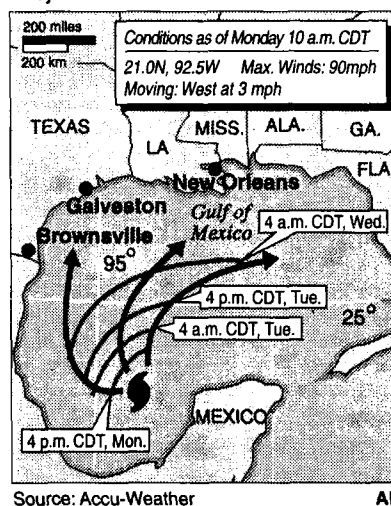 200 miles
200 km
Conditions as of Monday 10 a.m. CDT
21.0N, 92.5W Max. Winds: 90mph
Moving: West at 3 mph
TEXAS
LA
MISS.
ALA.
GA.
FLA
New Orleans
Galveston
Brownsville
Gulf of
Mexico
4 a.m. CDT, Wed.
95°
4 p.m. CDT, Tue.
4 a.m. CDT, Tue.
25°
MEXICO
4 p.m. CDT, Mon.
Source: Accu-Weather